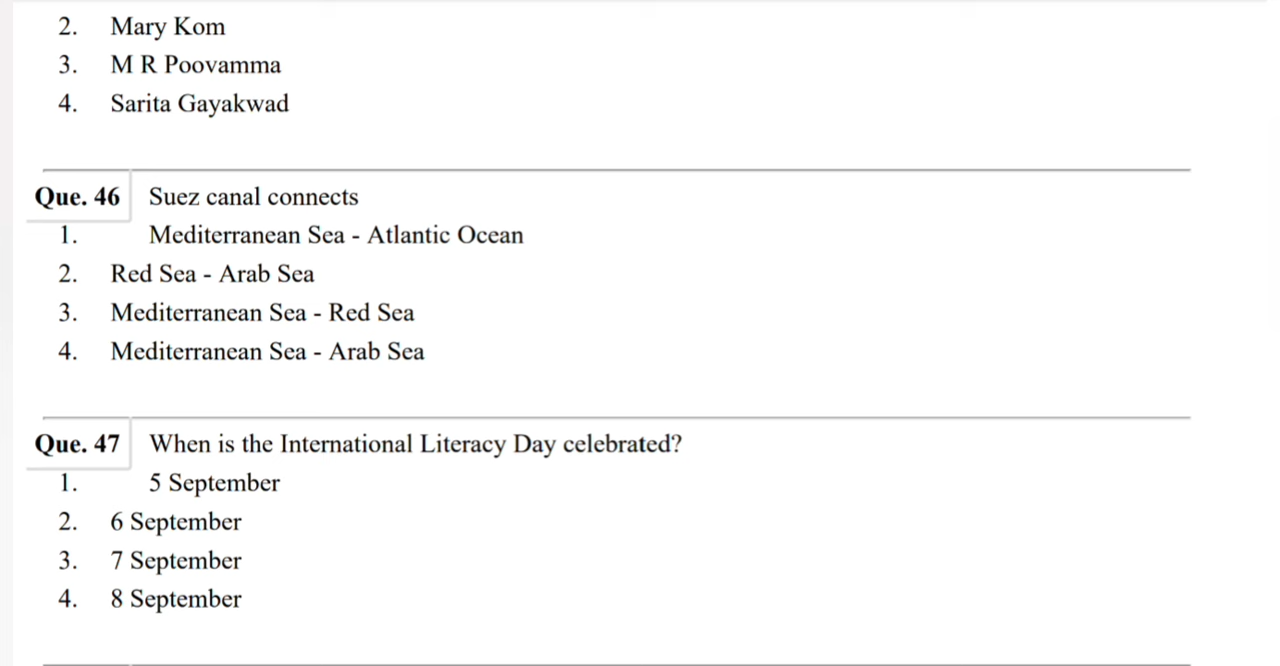 2. Mary Kom
3. M R Poovamma
4. Sarita Gayakwad
Que. 46 Suez canal connects
1. Mediterranean Sea - Atlantic Ocean
2. Red Sea - Arab Sea
3. Mediterranean Sea - Red Sea
4. Mediterranean Sea - Arab Sea
Que. 47 When is the International Literacy Day celebrated?
1. 5 September
2. 6 September
3. 7 September
4. 8 September